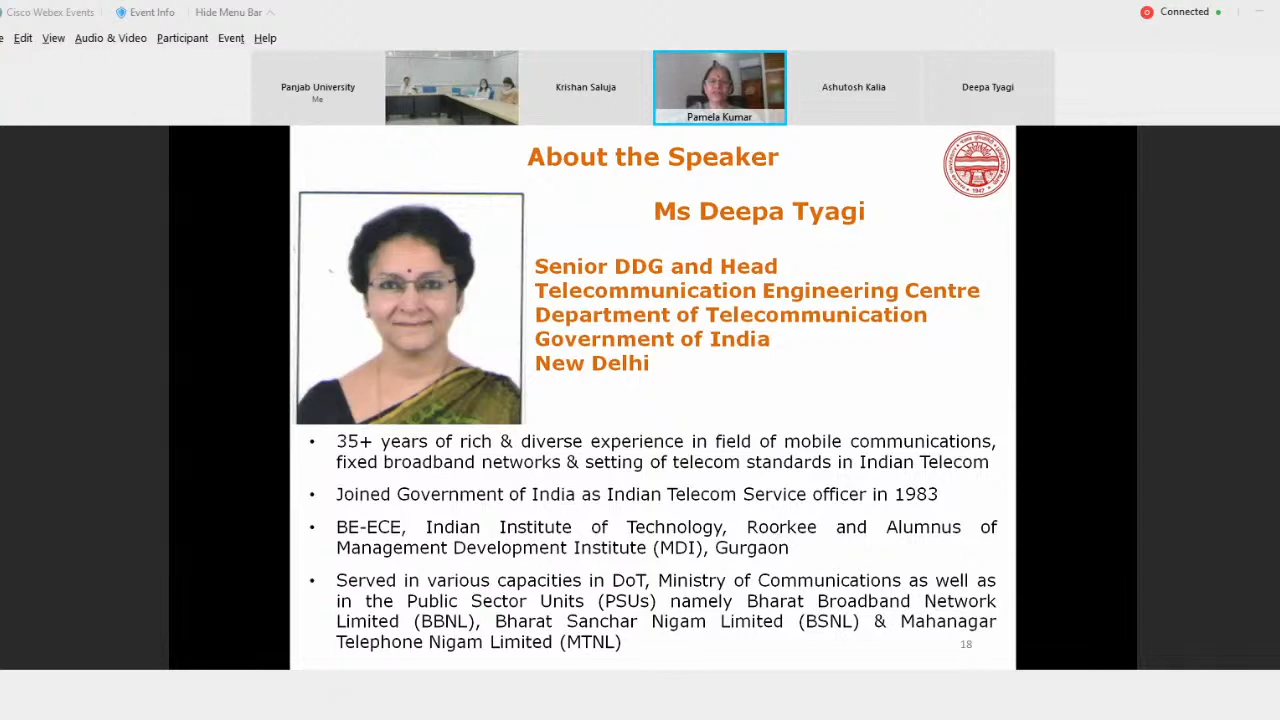 Cisco Webex Events
Event Info
Hide Menu Bar
Connected
Edit View Audio & Video Participant Event Help
Panjab University
Me
Krishan Saluja
Pamela Kumar
Ashutosh Kalia
Deepa Tyagi
About the Speaker
Ms Deepa Tyagi
Senior DDG and Head
Telecommunication Engineering Centre
Department of Telecommunication
Government of India
New Delhi
• 35+ years of rich & diverse experience in field of mobile communications,
fixed broadband networks & setting of telecom standards in Indian Telecom
• Joined Government of India as Indian Telecom Service officer in 1983
• BE-ECE, Indian Institute of Technology, Roorkee and Alumnus of
Management Development Institute (MDI), Gurgaon
• Served in various capacities in DoT, Ministry of Communications as well as
in the Public Sector Units (PSUs) namely Bharat Broadband Network
Limited (BBNL), Bharat Sanchar Nigam Limited (BSNL) & Mahanagar
Telephone Nigam Limited (MTNL)
18